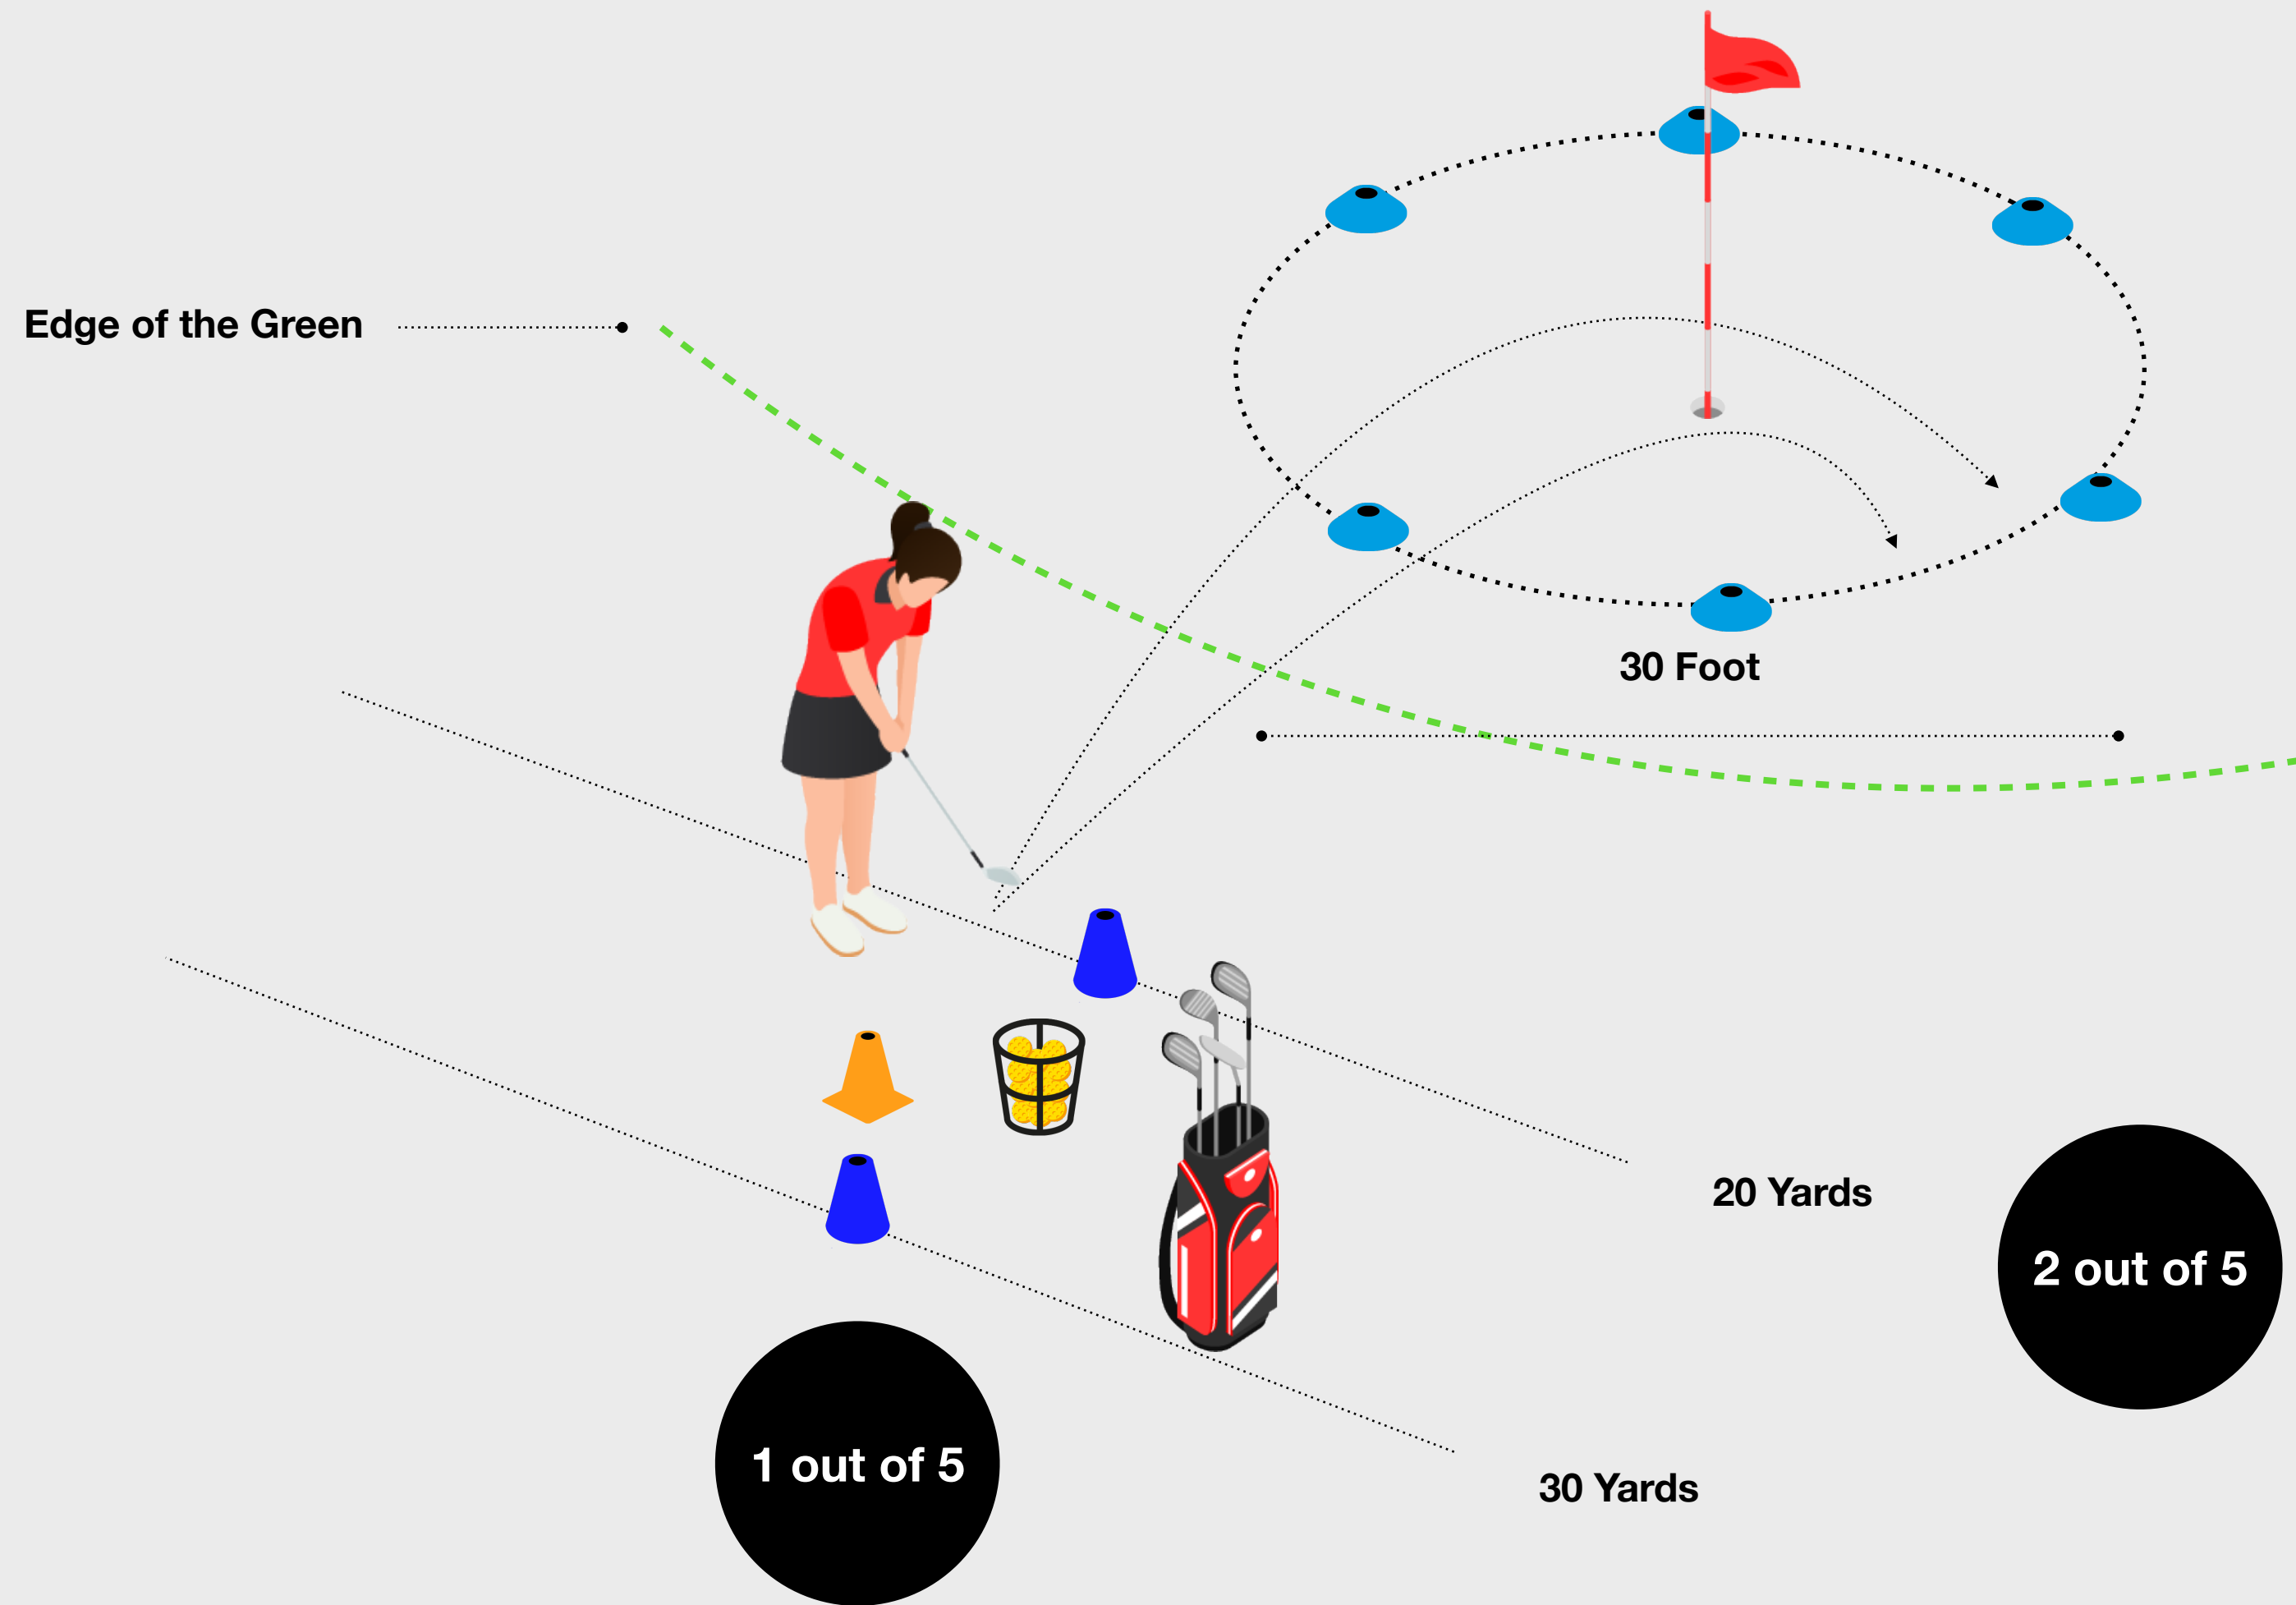 Edge of the Green
30 Foot
20 Yards
2 out of 5
1 out of 5
30 Yards